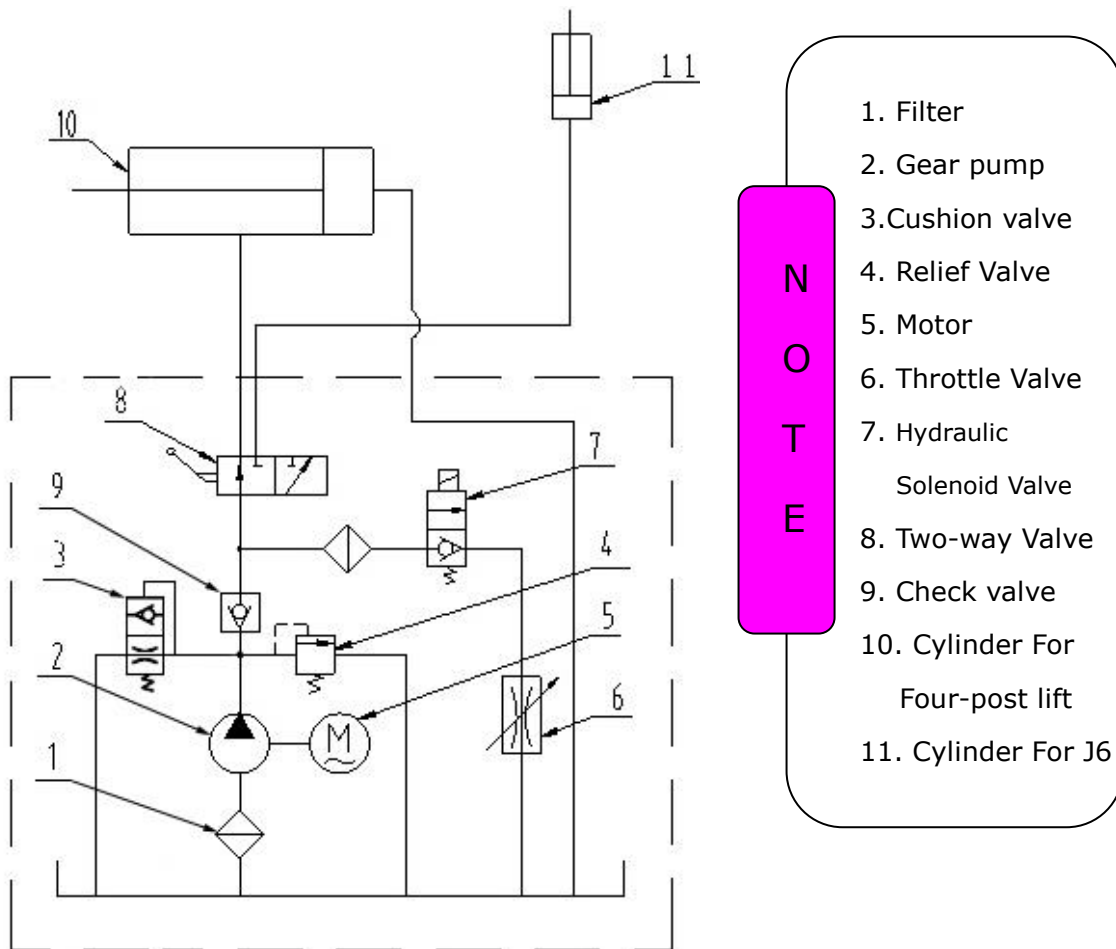 11
10
8
7
9
4
3
5
2
M
6
1
N
O
T
E
1. Filter
2. Gear pump
3.Cushion valve
4. Relief Valve
5. Motor
6. Throttle Valve
7. Hydraulic
Solenoid Valve
8. Two-way Valve
9. Check valve
10. Cylinder For
Four-post lift
11. Cylinder For J6